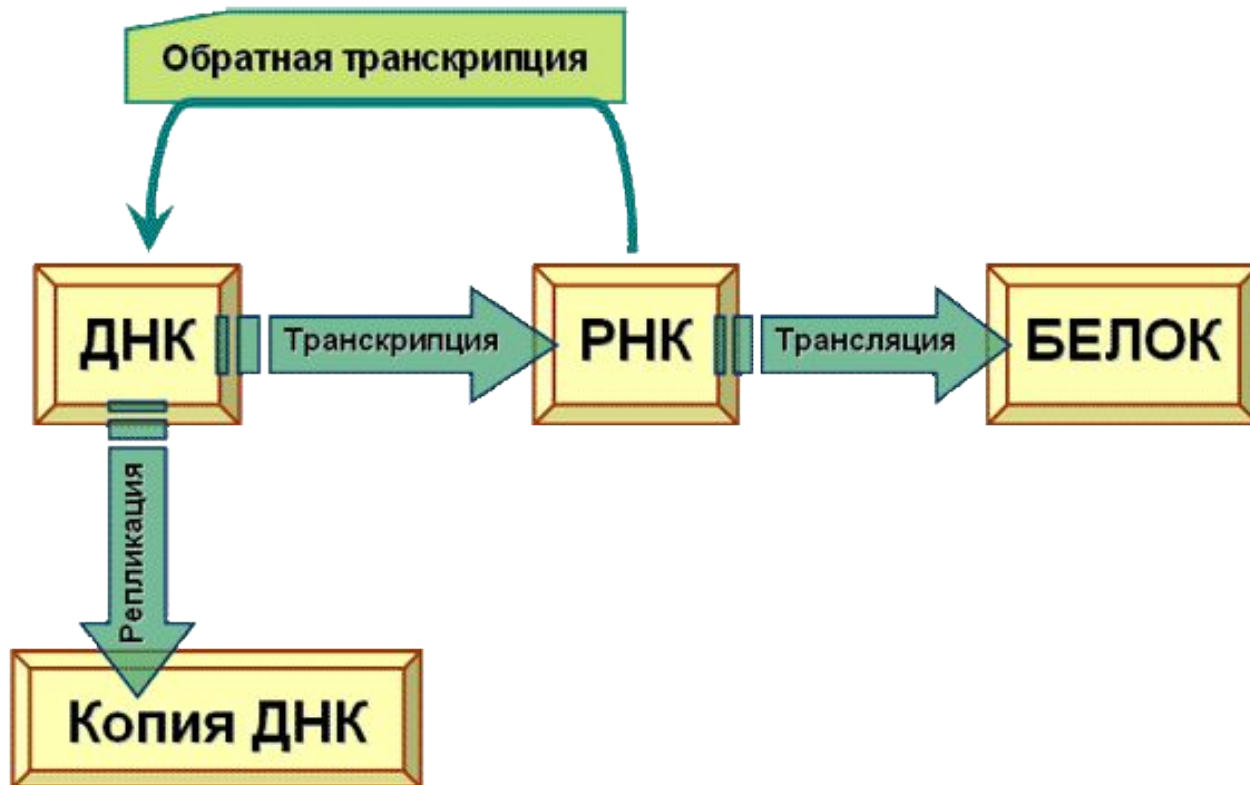 Обратная транскрипция
ДНК
Транскрипция
РНК
Трансляция
БЕЛОК
Репликация
Копия ДНК